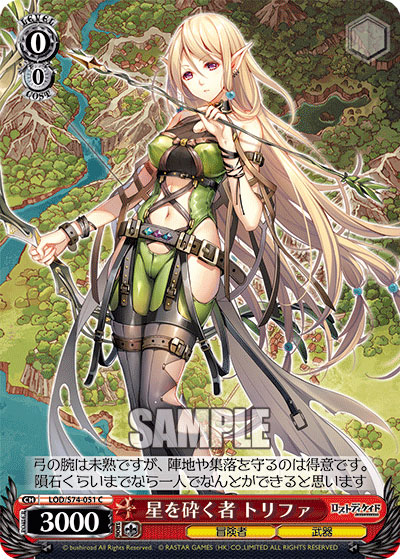 LEVEL
0
0
COST
SAMPLE
弓の腕は未熟ですが、陣地や集落を守るのは得意です。
隕石くらいまでなら一人でなんとかできると思います
CH LOD/S74-051 C
POWER
3000
星を砕く者 トリファ
ロストディケイド
冒険者 武器
© bushiroad All Rights Reserved. © RASTAR GAMES (HK) CO.,LIMITED ALL RIGHTS RESERVED.